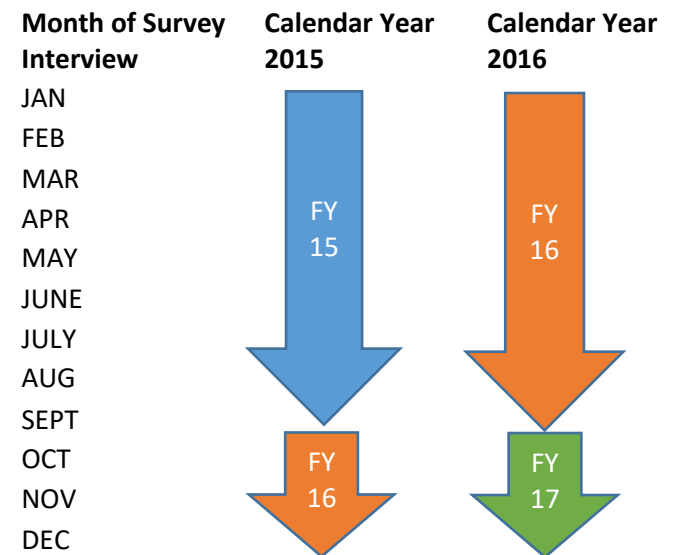 Month of Survey Interview
Calendar Year 2015
Calendar Year 2016
JAN
FEB
MAR
APR
MAY
JUNE
JULY
AUG
SEPT
OCT
NOV
DEC
FY
15
FY
16
FY
16
FY
17